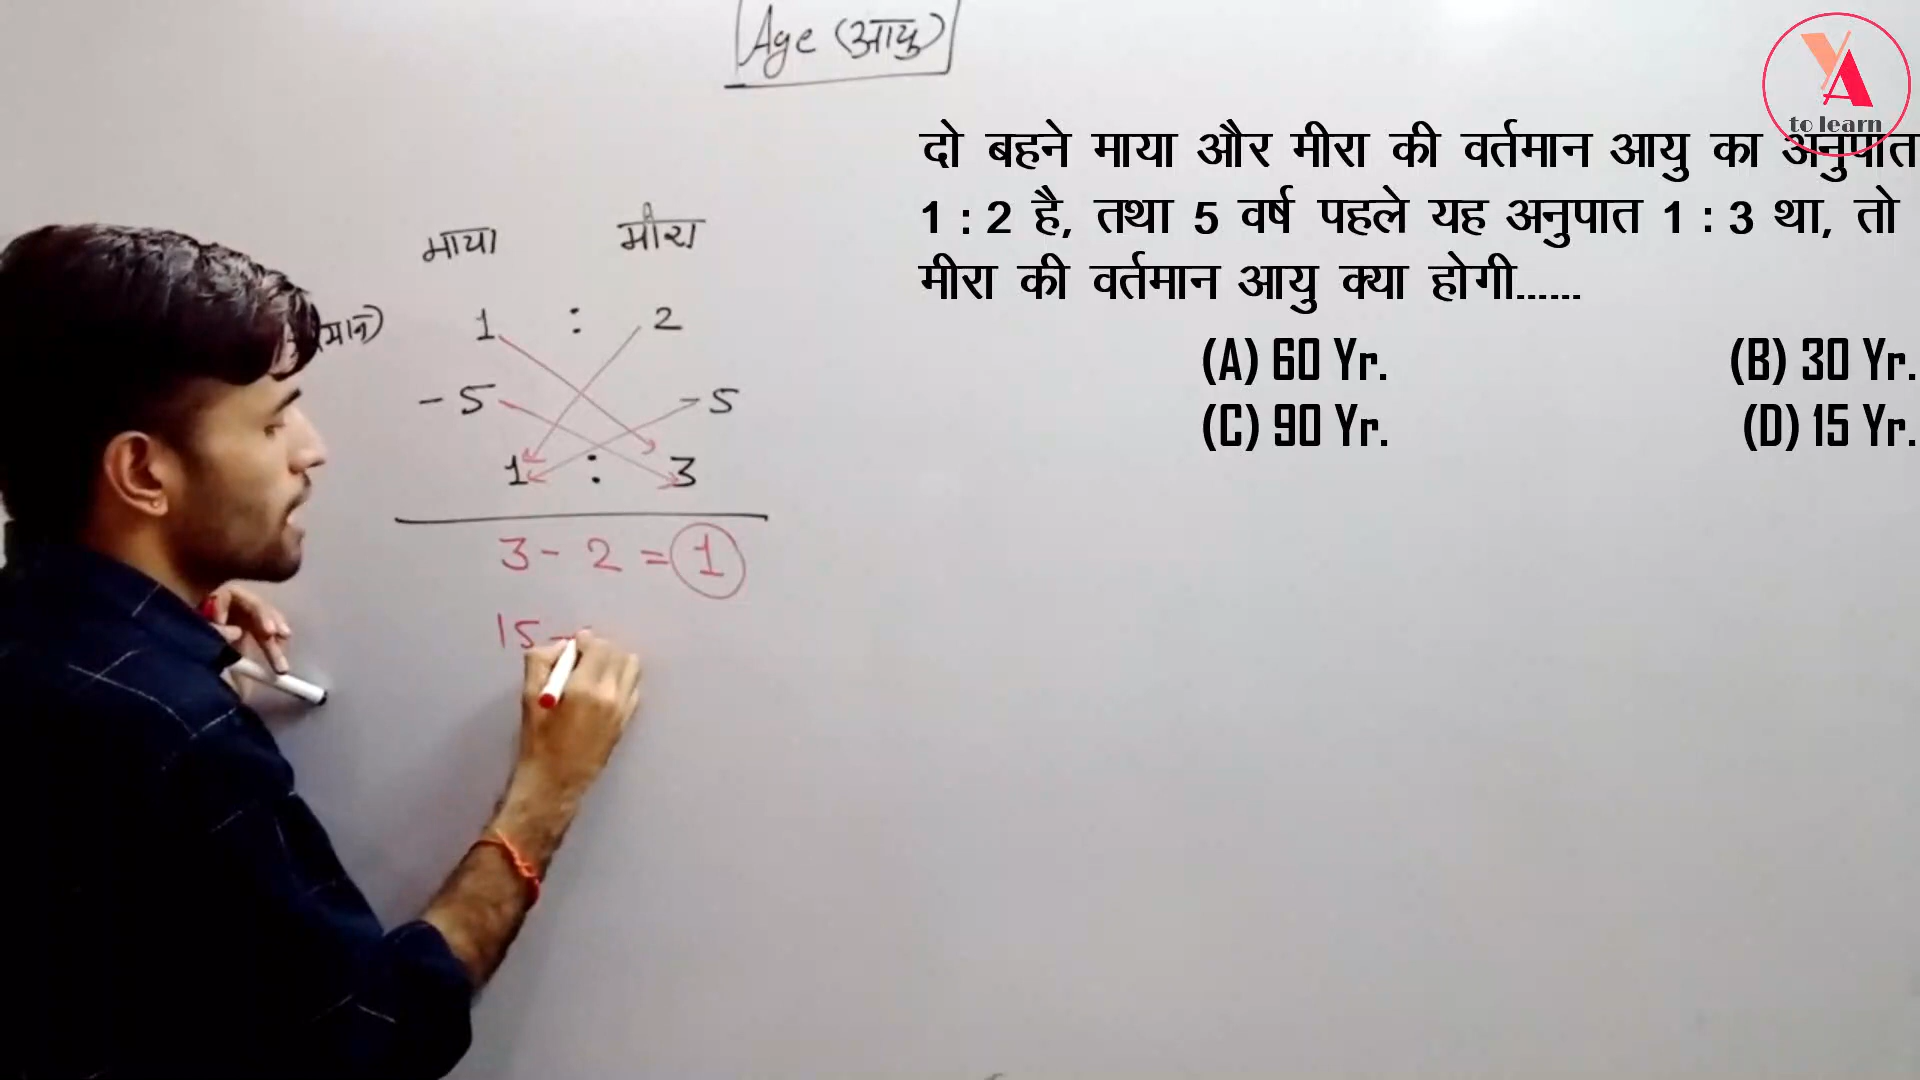 Age (आयु)
YA
to learn
दो बहने माया और मीरा की वर्तमान आयु का अनुपात
1 : 2 है, तथा 5 वर्ष पहले यह अनुपात 1 : 3 था, तो
मीरा की वर्तमान आयु क्या होगी......
(A) 60 Yr. (B) 30 Yr.
(C) 90 Yr. (D) 15 Yr.
माया मीरा
1 : 2
-5 -5
1 : 3
3 - 2 = 1
15 -